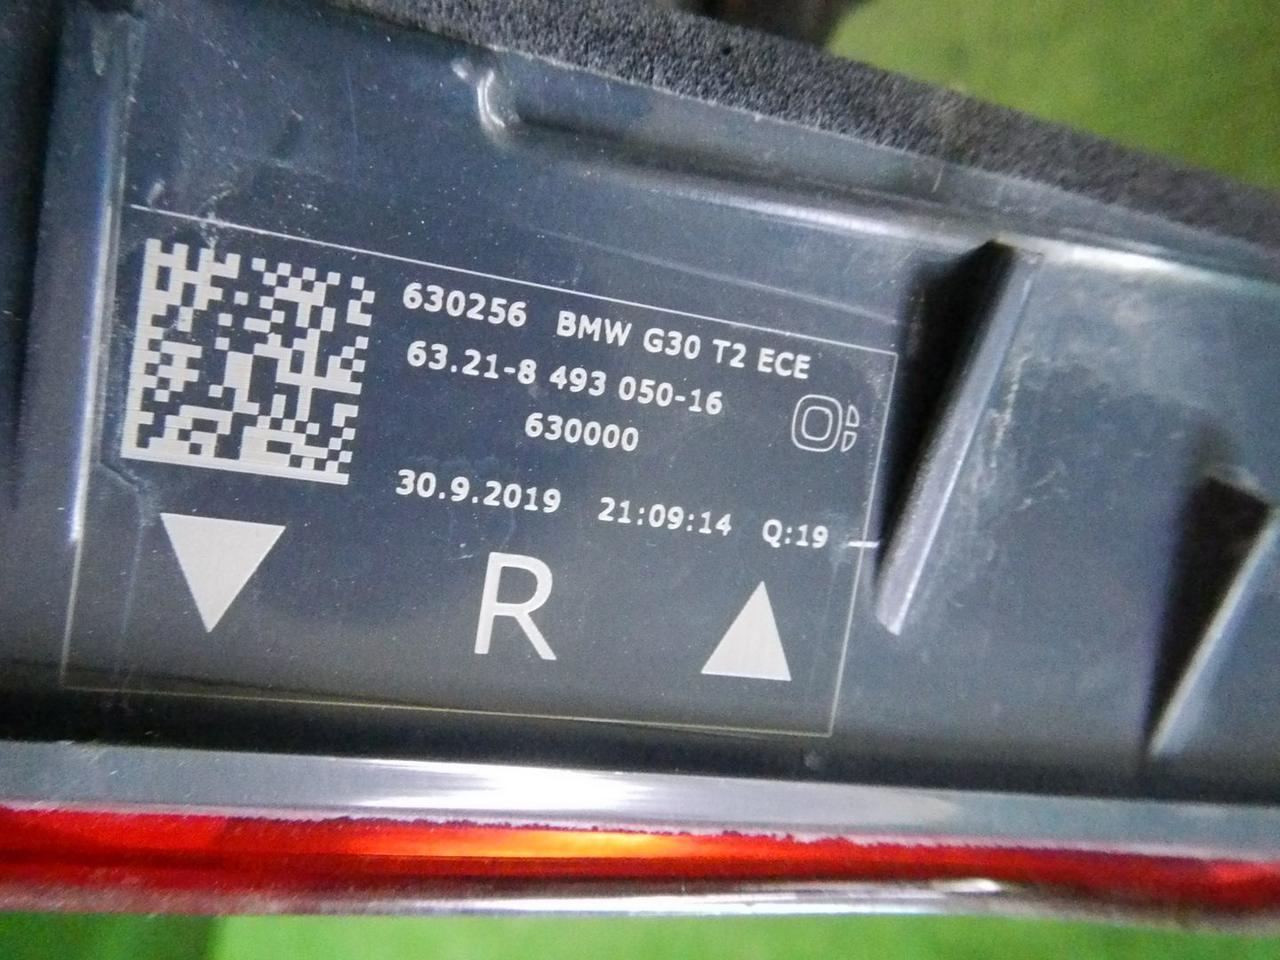 630256 BMW G30 T2 ECE
63.21-8 493 050-16
630000
30.9.2019 21:09:14 Q:19
R